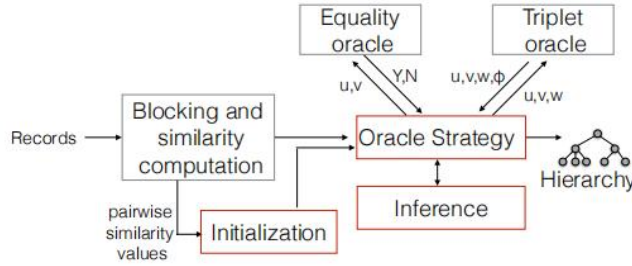 Equality
oracle
Triplet
oracle
u,v
Y,N
u,v,w,ϕ
u,v,w
Records
Blocking and
similarity
computation
Oracle Strategy
Hierarchy
pairwise
similarity
values
Initialization
Inference